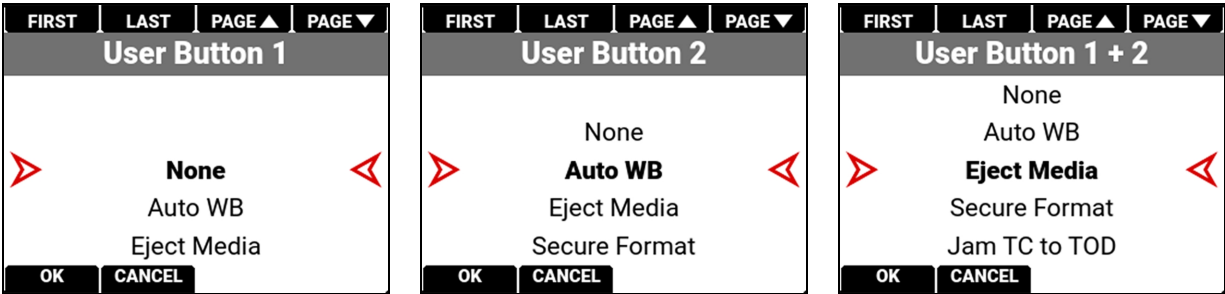 FIRST LAST PAGE▲ PAGE▼
User Button 1
None
Auto WB
Eject Media
OK CANCEL
FIRST LAST PAGE▲ PAGE▼
User Button 2
None
Auto WB
Eject Media
Secure Format
OK CANCEL
FIRST LAST PAGE▲ PAGE▼
User Button 1 + 2
None
Auto WB
Eject Media
Secure Format
Jam TC to TOD
OK CANCEL